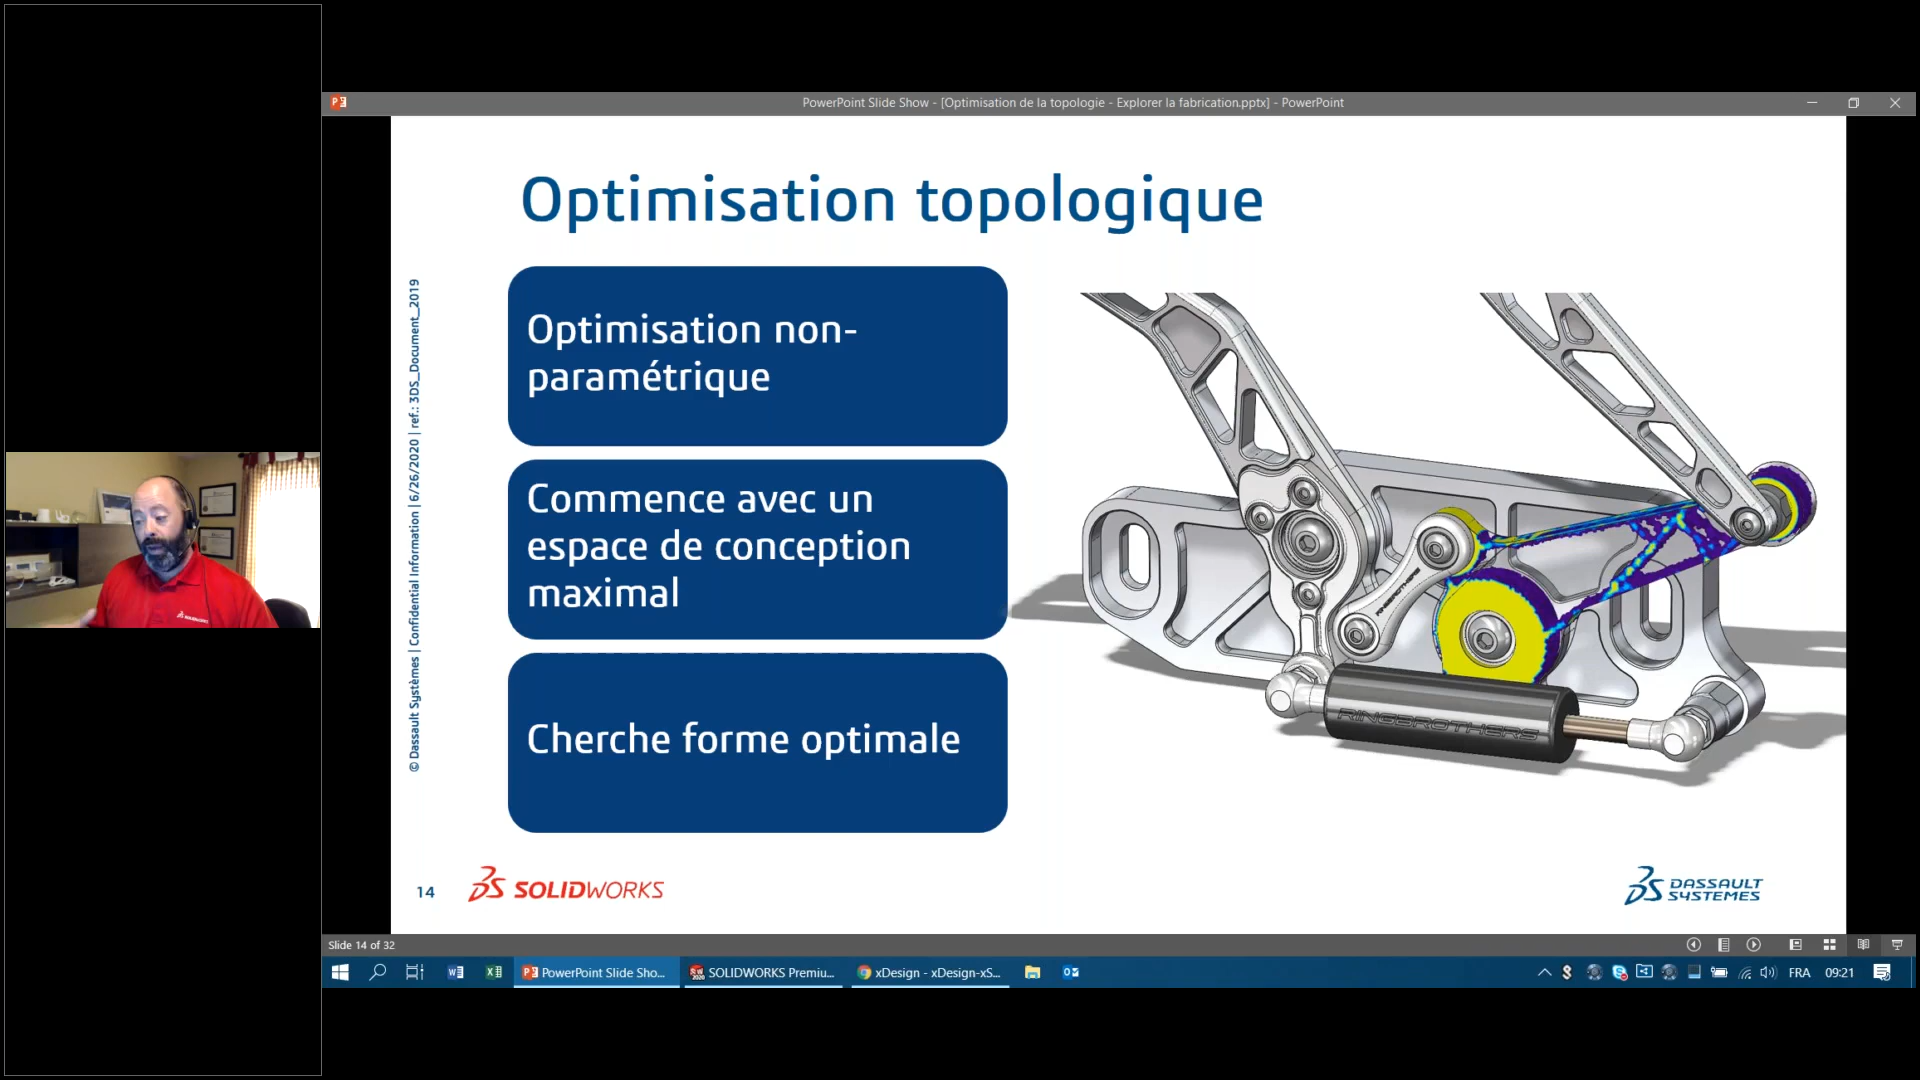 PowerPoint Slide Show - [Optimisation de la topologie - Explorer la fabrication.pptx] - PowerPoint
Optimisation topologique
© Dassault Systèmes | Confidential Information | 6/26/2020 | ref.: 3DS_Document_2019
Optimisation non-
paramétrique
Commence avec un
espace de conception
maximal
Cherche forme optimale
RINGBROTHERS
RINGBROTHERS
14
SOLIDWORKS
DASSAULT
SYSTEMES
Slide 14 of 32
PowerPoint Slide Sho...
SOLIDWORKS Premiu...
xDesign - xDesign-xS...
FRA
09:21